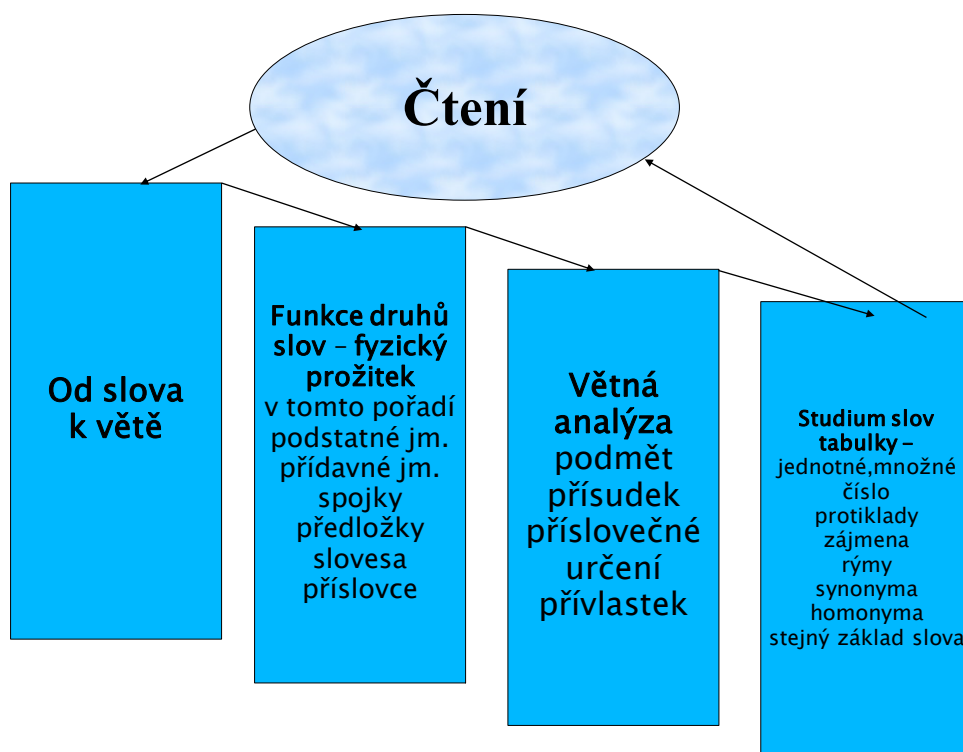 Čtení
Od slova
k větě
Funkce druhů
slov – fyzický
prožitek
v tomto pořadí
podstatné jm.
přídavné jm.
spojky
předložky
slovesa
příslovce
Větná
analýza
podmět
přísudek
příslovečné
určení
přívlastek
Studium slov
tabulky –
jednotné,množné
číslo
protiklady
zájmena
rýmy
synonyma
homonyma
stejný základ slova